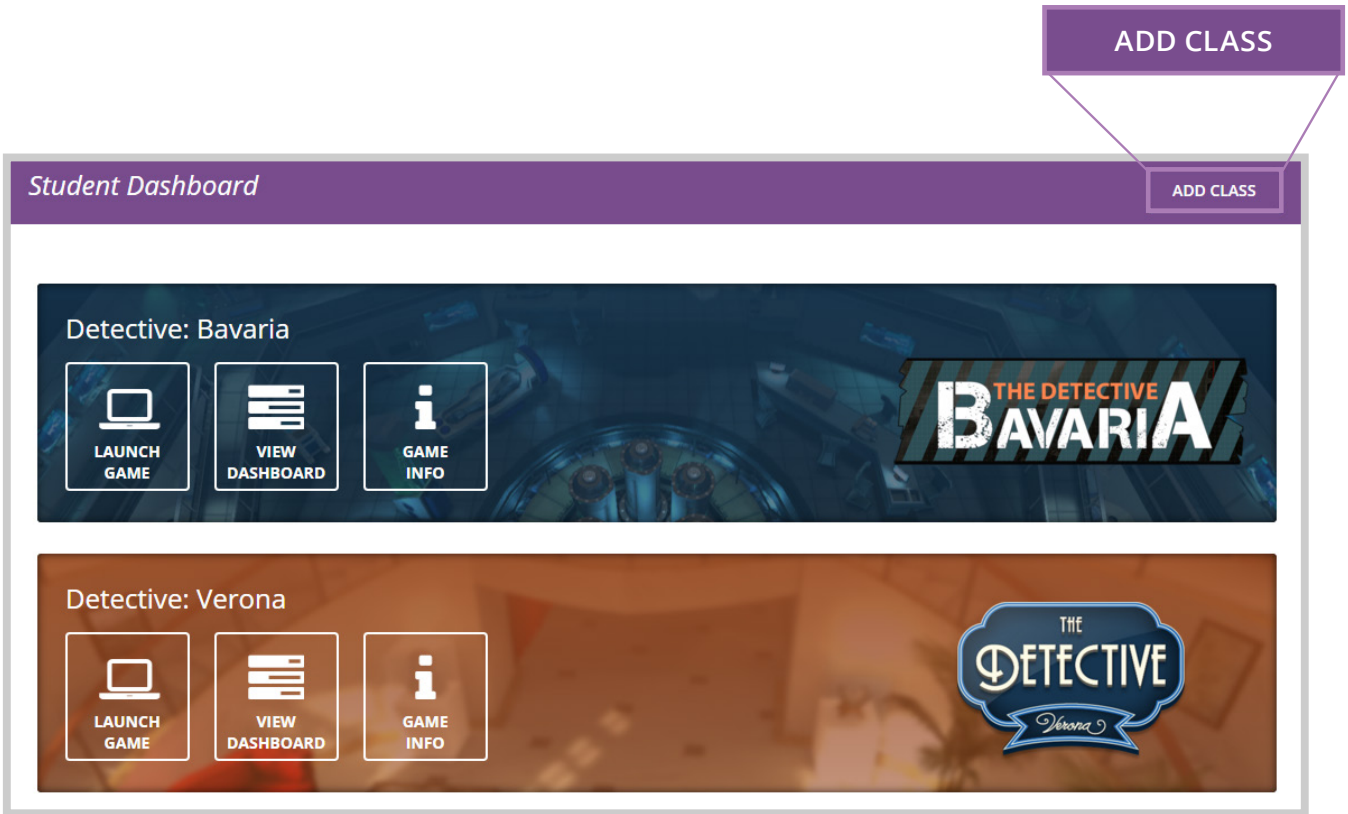 ADD CLASS
Student Dashboard
ADD CLASS
Detective: Bavaria
LAUNCH
GAME
VIEW
DASHBOARD
GAME
INFO
THE DETECTIVE
BAVARIA
Detective: Verona
LAUNCH
GAME
VIEW
DASHBOARD
GAME
INFO
THE
DETECTIVE
Verona